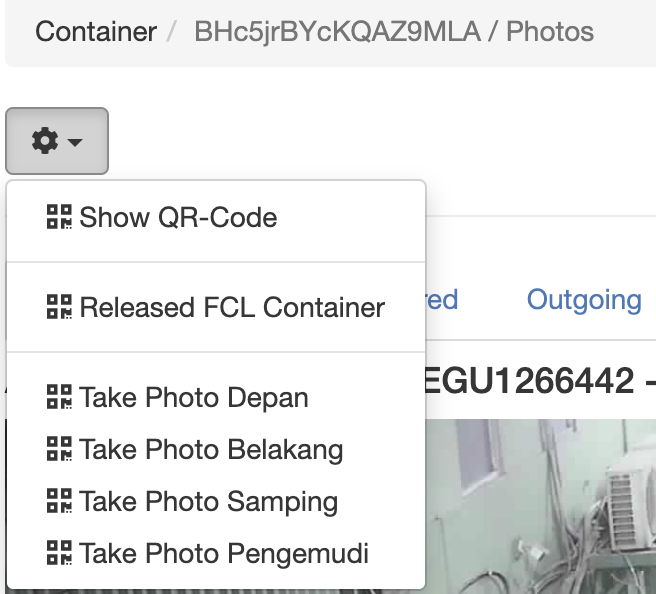 Container / BHc5jrBYcKQAZ9MLA / Photos
Show QR-Code
Released FCL Container
red Outgoing
EGU1266442 -
Take Photo Depan
Take Photo Belakang
Take Photo Samping
Take Photo Pengemudi